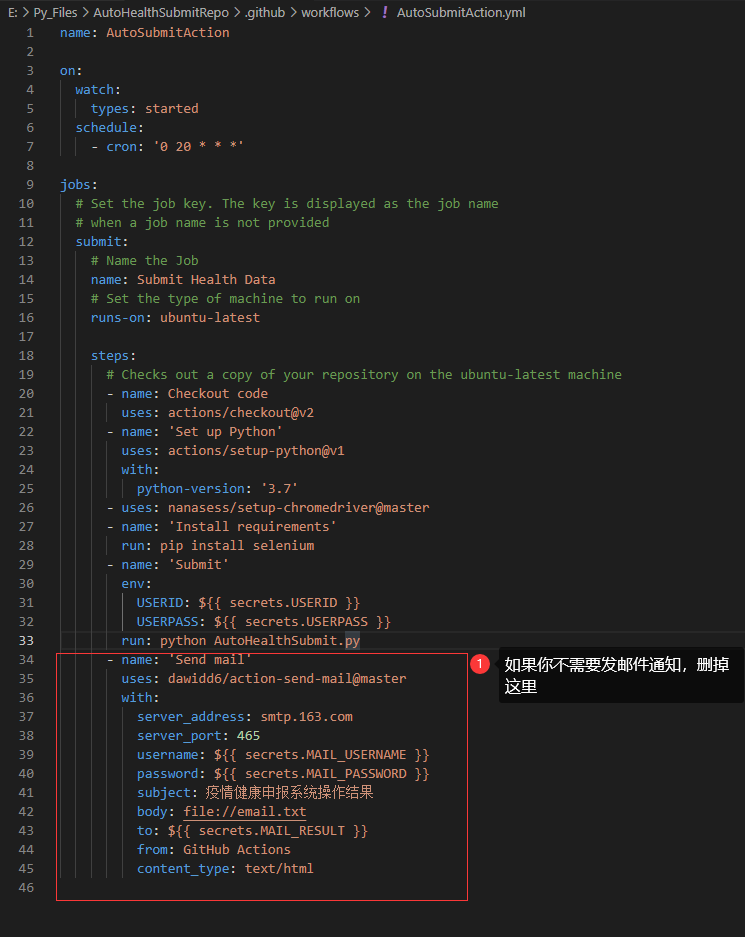 E: > Py_Files > AutoHealthSubmitRepo > .github > workflows > ! AutoSubmitAction.yml
1 name: AutoSubmitAction
2
3 on:
4 watch:
5 types: started
6 schedule:
7 - cron: '0 20 * * *'
8
9 jobs:
10 # Set the job key. The key is displayed as the job name
11 # when a job name is not provided
12 submit:
13 # Name the Job
14 name: Submit Health Data
15 # Set the type of machine to run on
16 runs-on: ubuntu-latest
17
18 steps:
19 # Checks out a copy of your repository on the ubuntu-latest machine
20 - name: Checkout code
21 uses: actions/checkout@v2
22 - name: 'Set up Python'
23 uses: actions/setup-python@v1
24 with:
25 python-version: '3.7'
26 - uses: nanasess/setup-chromedriver@master
27 - name: 'Install requirements'
28 run: pip install selenium
29 - name: 'Submit'
30 env:
31 USERID: ${{ secrets.USERID }}
32 USERPASS: ${{ secrets.USERPASS }}
33 run: python AutoHealthSubmit.py
34 - name: 'Send mail'
35 uses: dawidd6/action-send-mail@master
36 with:
37 server_address: smtp.163.com
38 server_port: 465
39 username: ${{ secrets.MAIL_USERNAME }}
40 password: ${{ secrets.MAIL_PASSWORD }}
41 subject: 疫情健康申报系统操作结果
42 body: file://email.txt
43 to: ${{ secrets.MAIL_RESULT }}
44 from: GitHub Actions
45 content_type: text/html
46
1 如果你不需要发邮件通知，删掉
这里